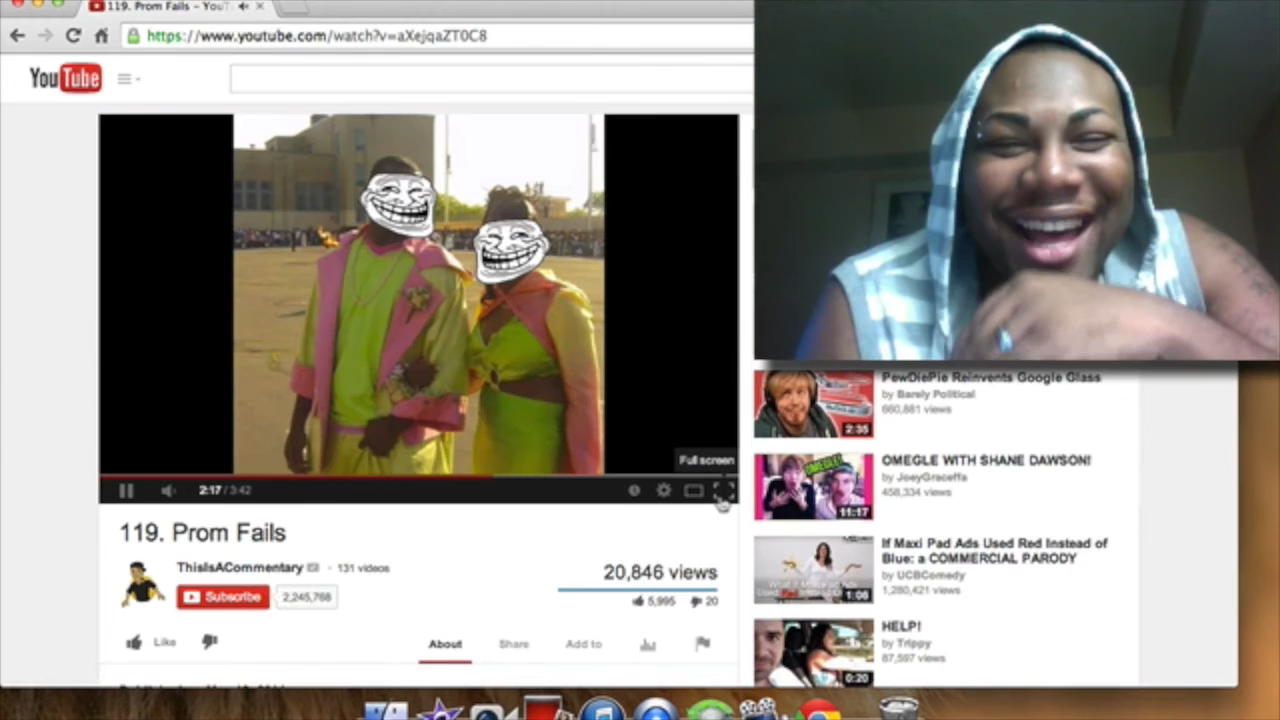 119. Prom Fails - YouT
https://www.youtube.com/watch?v=aXejqaZT0C8
YouTube
Full screen
2:17 / 3:42
119. Prom Fails
ThisIsACommentary · 131 videos
Subscribe 2,245,768
20,846 views
5,995 20
Like
About Share Add to
PewDiePie Reinvents Google Glass
by Barely Political
660,881 views
2:35
OMEGLE WITH SHANE DAWSON!
by JoeyGraceffa
458,334 views
OMEGLE!
11:17
If Maxi Pad Ads Used Red Instead of
Blue: a COMMERCIAL PARODY
by UCBComedy
1,280,421 views
1:06
HELP!
by Trippy
87,597 views
0:20